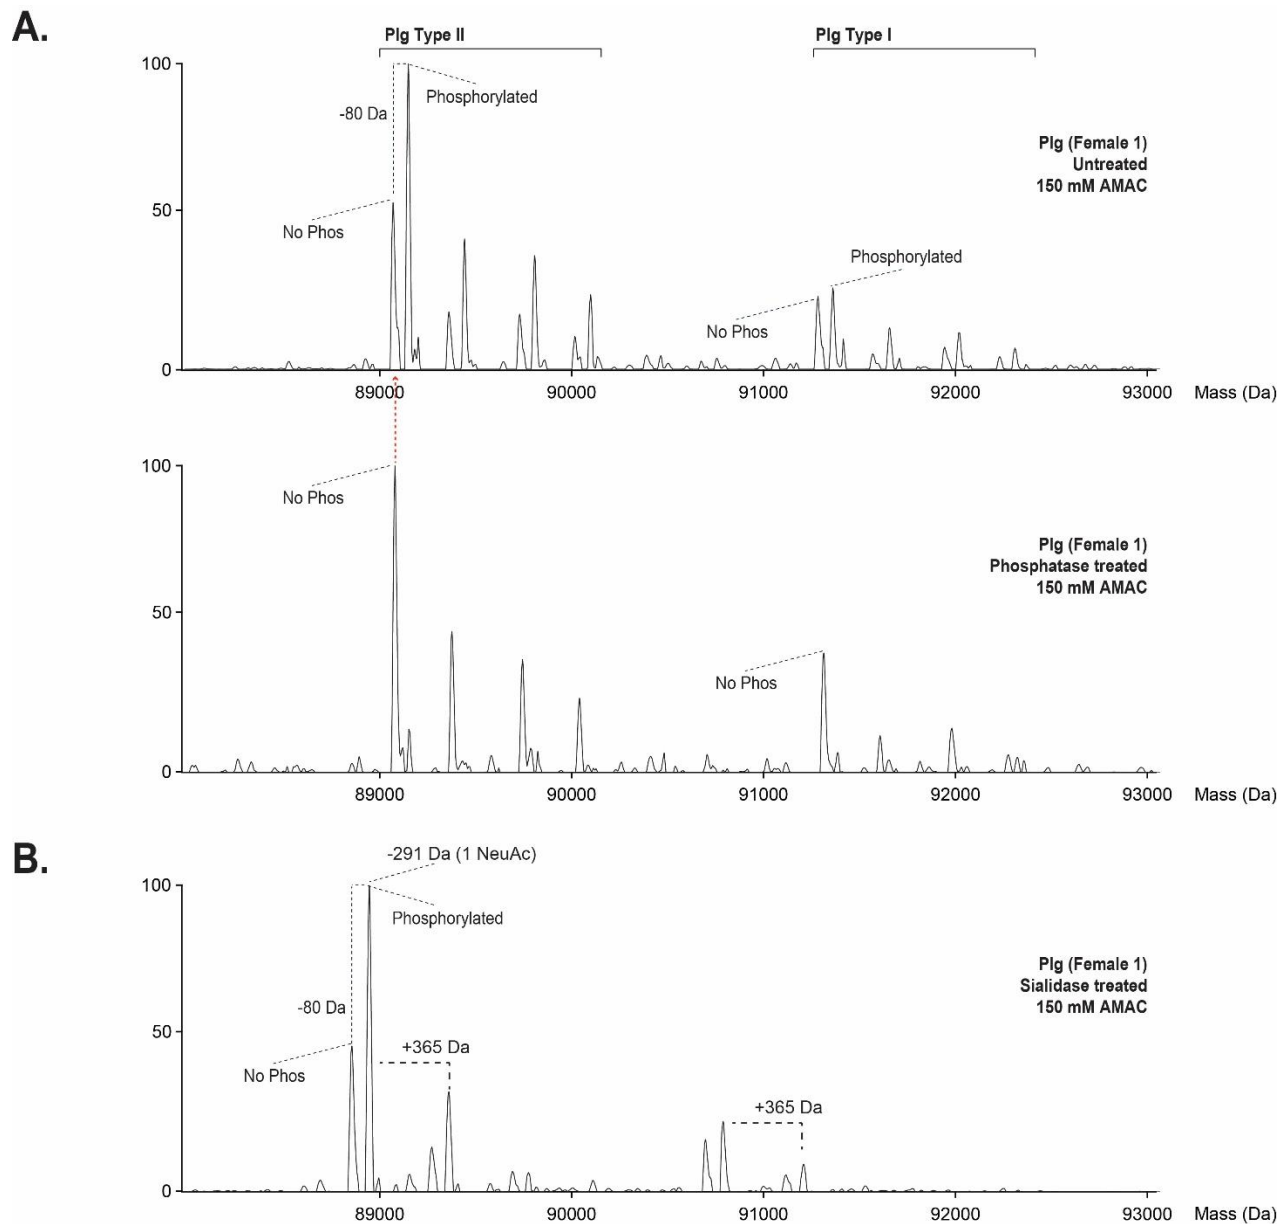 A.
Plg Type II
Plg Type I
100
-80 Da
Phosphorylated
Plg (Female 1)
Untreated
150 mM AMAC
50
No Phos
Phosphorylated
No Phos
0
89000
90000
91000
92000
93000
Mass (Da)
100
No Phos
Plg (Female 1)
Phosphatase treated
150 mM AMAC
50
No Phos
0
89000
90000
91000
92000
93000
Mass (Da)
B.
-291 Da (1 NeuAc)
100
Phosphorylated
Plg (Female 1)
Sialidase treated
150 mM AMAC
-80 Da
50
+365 Da
No Phos
+365 Da
0
89000
90000
91000
92000
93000
Mass (Da)